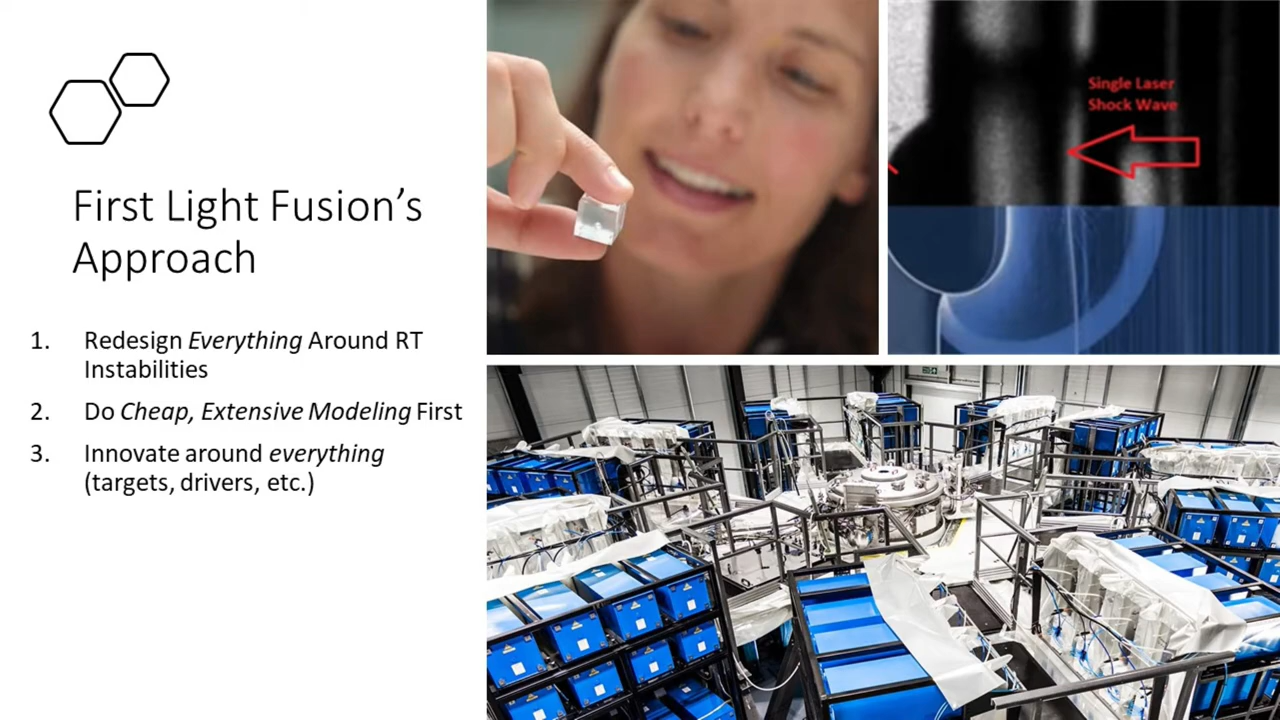 First Light Fusion’s
Approach
1. Redesign Everything Around RT
Instabilities
2. Do Cheap, Extensive Modeling First
3. Innovate around everything
(targets, drivers, etc.)
Single Laser
Shock Wave